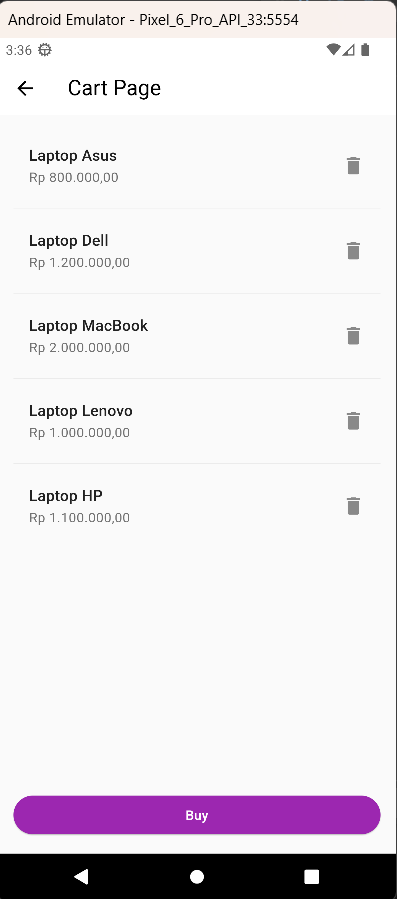 Android Emulator - Pixel_6_Pro_API_33:5554
3:36
Cart Page
Laptop Asus
Rp 800.000,00
Laptop Dell
Rp 1.200.000,00
Laptop MacBook
Rp 2.000.000,00
Laptop Lenovo
Rp 1.000.000,00
Laptop HP
Rp 1.100.000,00
Buy